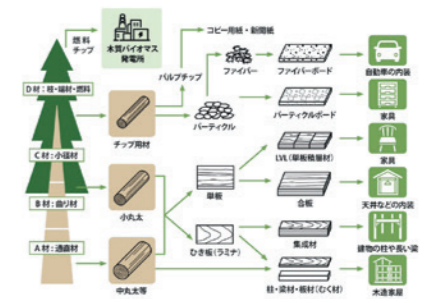 燃料
チップ
木質バイオマス
発電所
コピー用紙・新聞紙
パルプチップ
ファイバー
ファイバーボード
自動車の内装
D材：枝・端材・燃料
チップ用材
パーティクル
パーティクルボード
家具
C材：小径材
LVL（単板積層材）
家具
B材：曲り材
小丸太
単板
合板
天井などの内装
ひき板（ラミナ）
集成材
建物の柱や長い梁
A材：通直材
中丸太等
柱・梁材・板材（むく材）
木造家屋